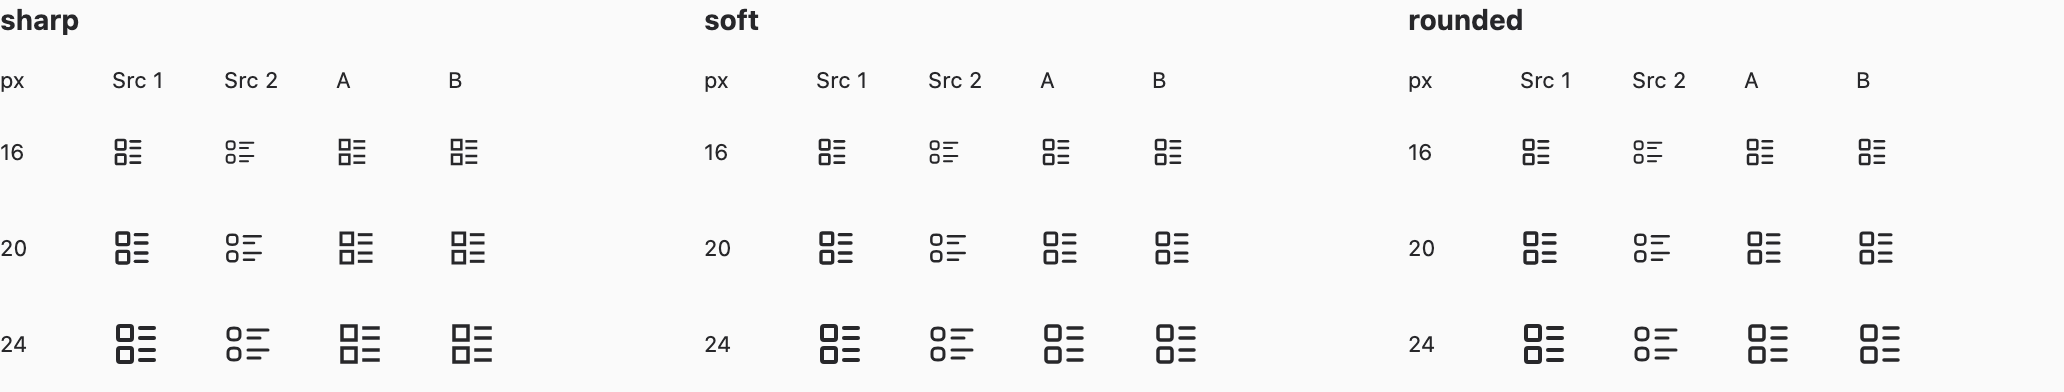 sharp soft rounded
px Src 1 Src 2 A B px Src 1 Src 2 A B px Src 1 Src 2 A B
16 16 16
20 20 20
24 24 24